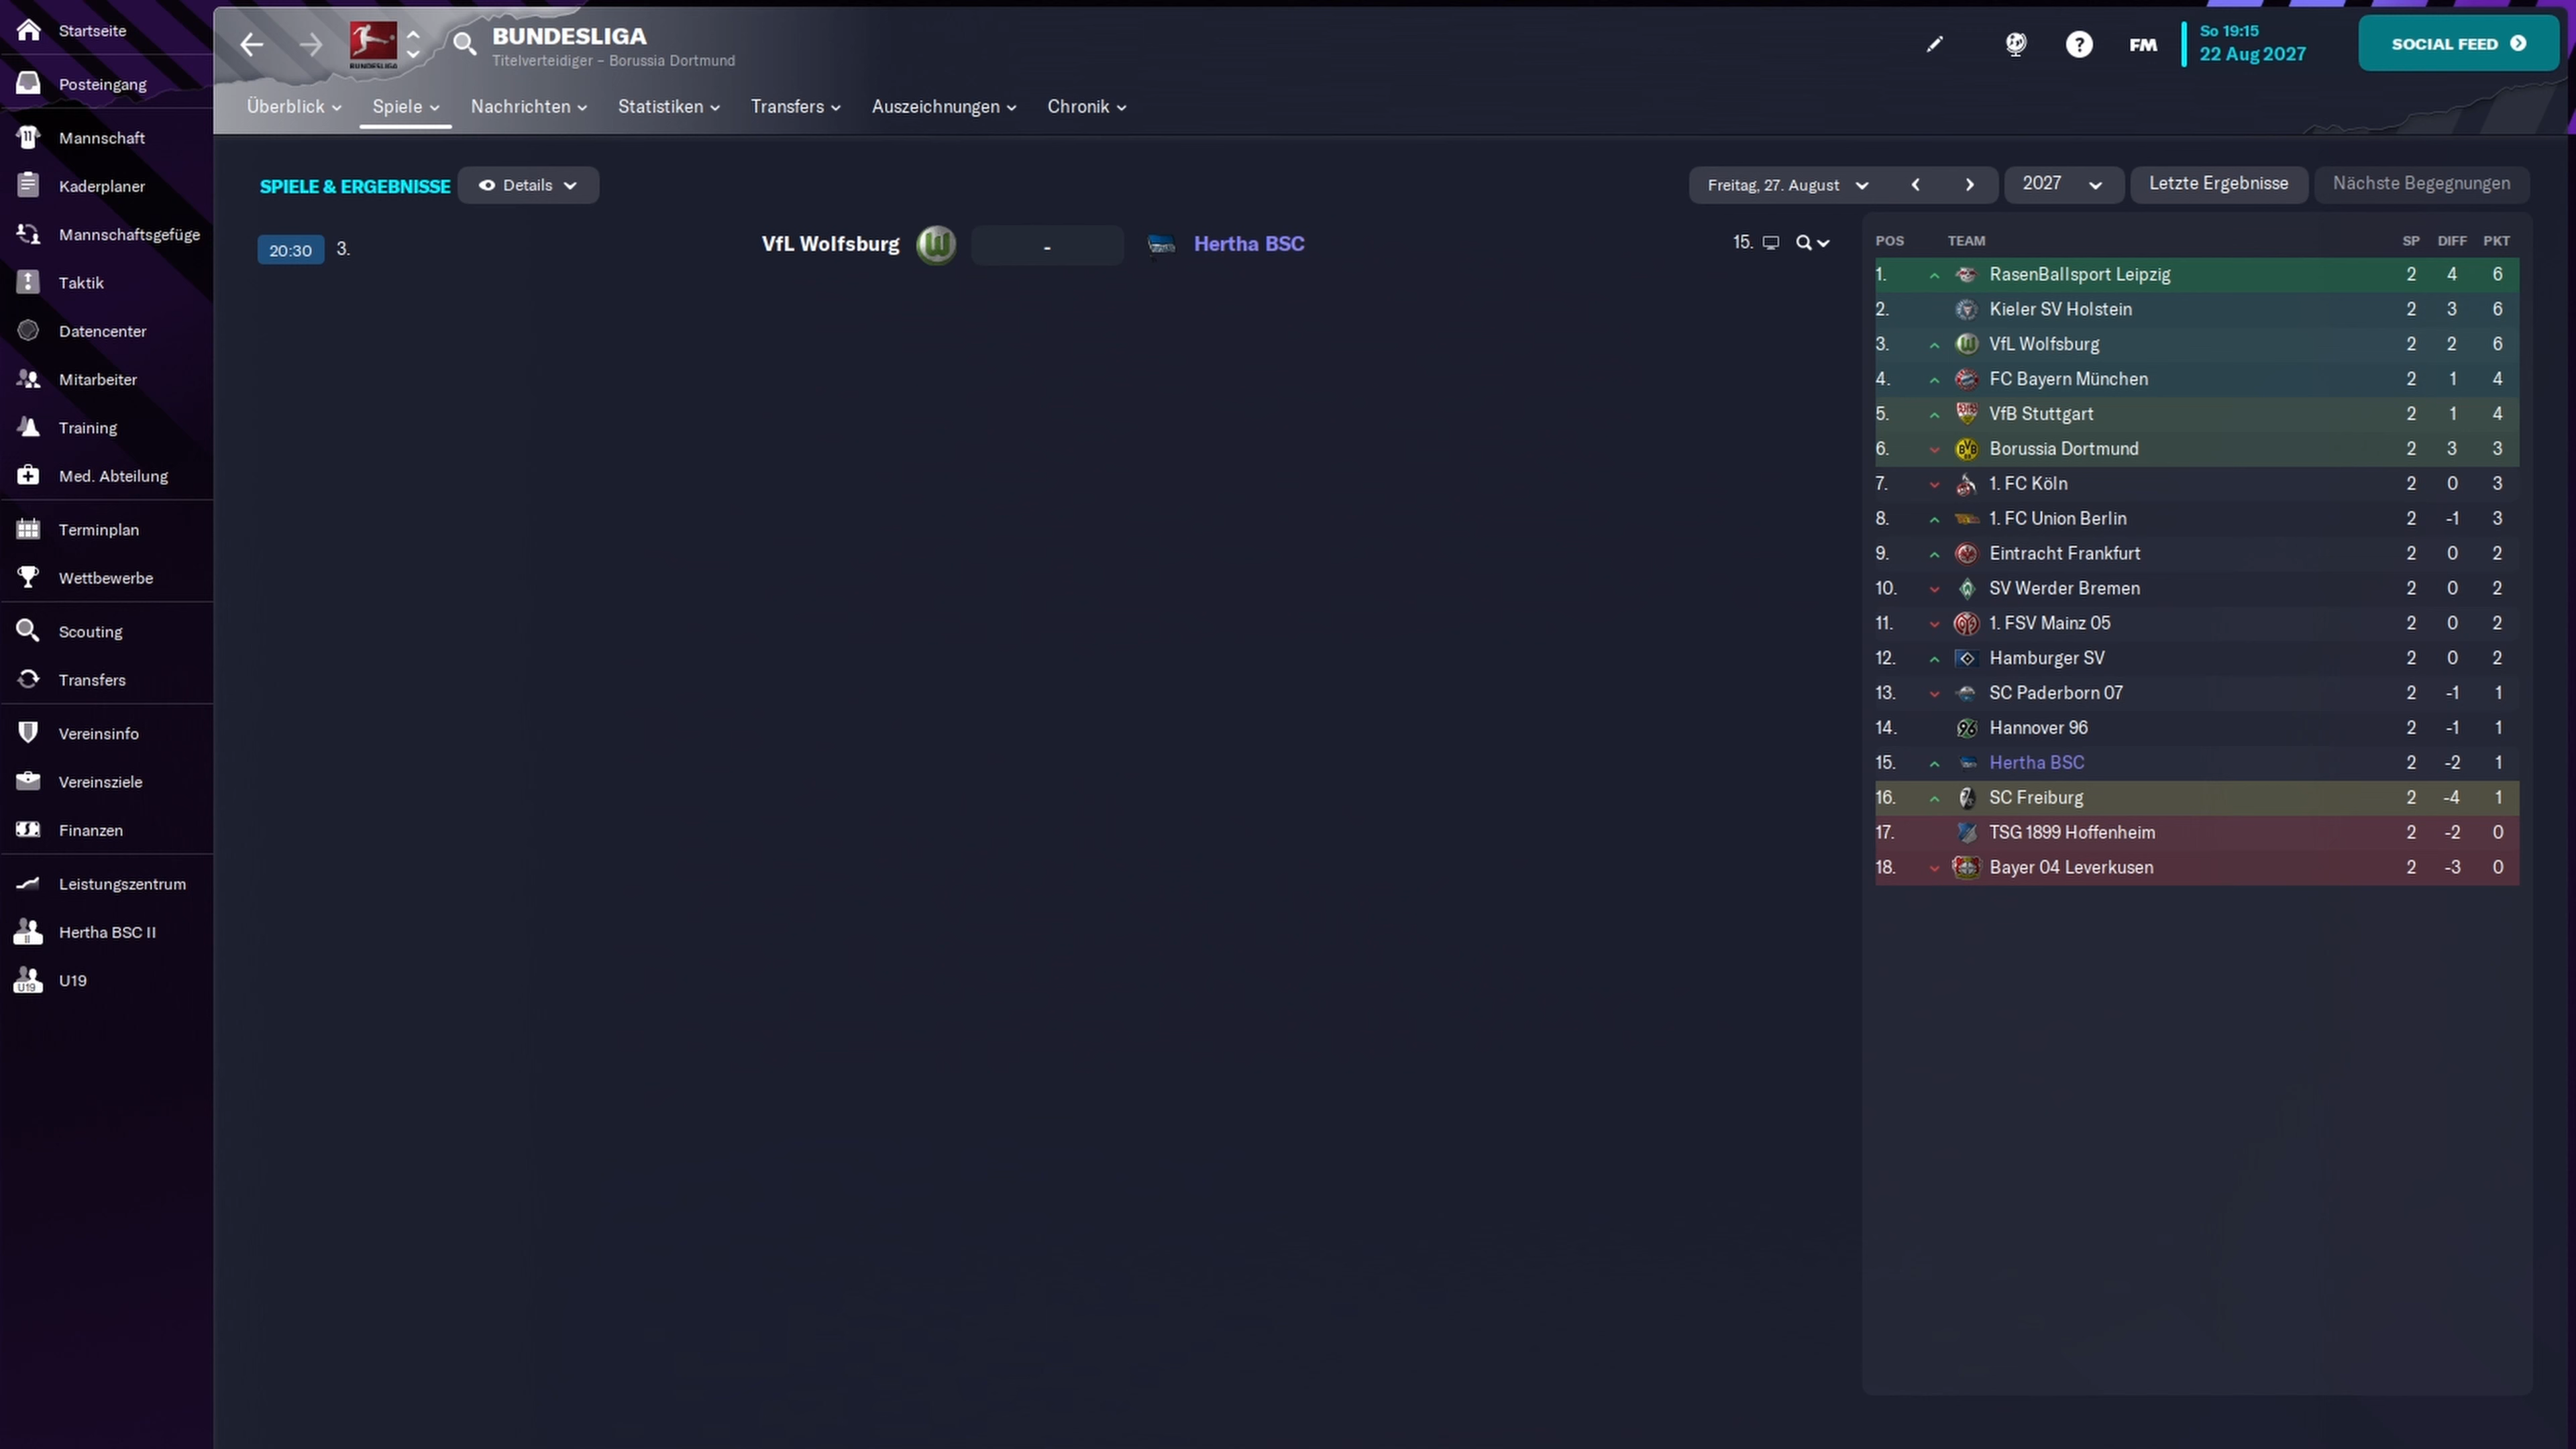 Startseite
Posteingang
Mannschaft
Kaderplaner
Mannschaftsgefüge
Taktik
Datencenter
Mitarbeiter
Training
Med. Abteilung
Terminplan
Wettbewerbe
Scouting
Transfers
Vereinsinfo
Vereinsziele
Finanzen
Leistungszentrum
Hertha BSC II
U19
BUNDESLIGA
Titelverteidiger – Borussia Dortmund
FM
So 19:15
22 Aug 2027
SOCIAL FEED
Überblick Spiele Nachrichten Statistiken Transfers Auszeichnungen Chronik
SPIELE & ERGEBNISSE Details Freitag, 27. August 2027 Letzte Ergebnisse Nächste Begegnungen
20:30 3. VfL Wolfsburg - Hertha BSC 15.
POS TEAM SP DIFF PKT
1. RasenBallsport Leipzig 2 4 6
2. Kieler SV Holstein 2 3 6
3. VfL Wolfsburg 2 2 6
4. FC Bayern München 2 1 4
5. VfB Stuttgart 2 1 4
6. Borussia Dortmund 2 3 3
7. 1. FC Köln 2 0 3
8. 1. FC Union Berlin 2 -1 3
9. Eintracht Frankfurt 2 0 2
10. SV Werder Bremen 2 0 2
11. 1. FSV Mainz 05 2 0 2
12. Hamburger SV 2 0 2
13. SC Paderborn 07 2 -1 1
14. Hannover 96 2 -1 1
15. Hertha BSC 2 -2 1
16. SC Freiburg 2 -4 1
17. TSG 1899 Hoffenheim 2 -2 0
18. Bayer 04 Leverkusen 2 -3 0